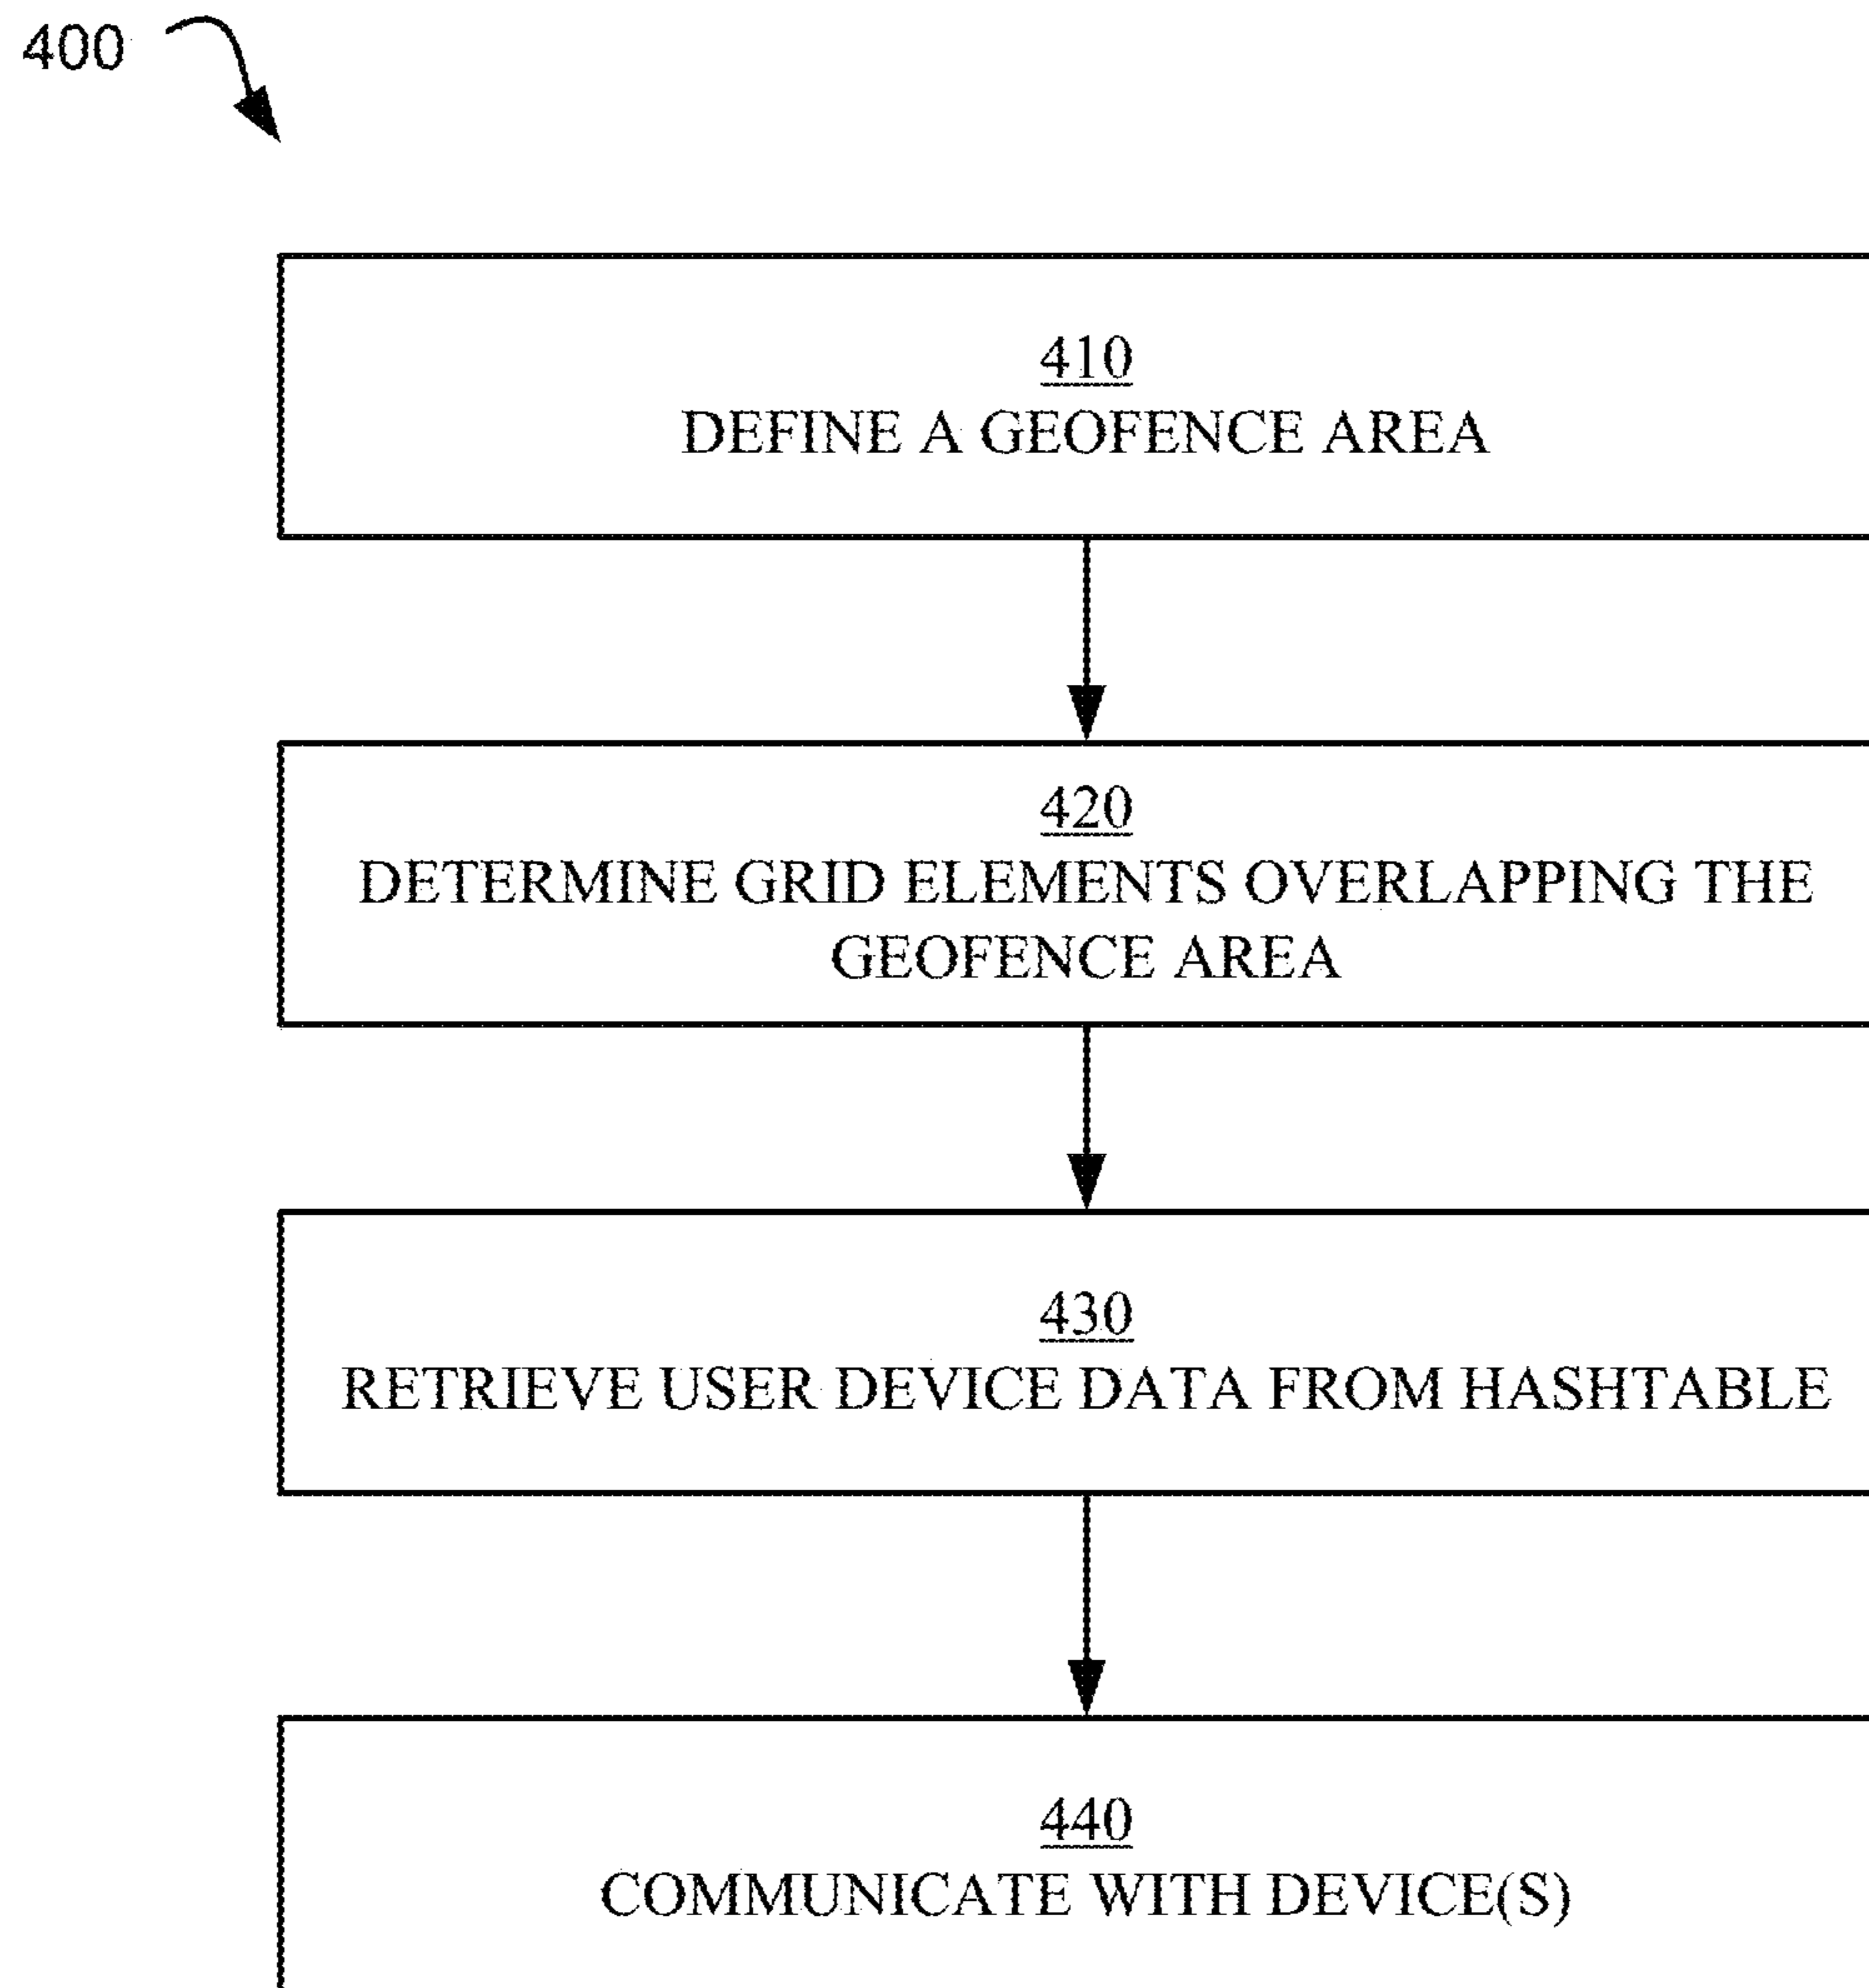 400
410
DEFINE A GEOFENCE AREA
420
DETERMINE GRID ELEMENTS OVERLAPPING THE
GEOFENCE AREA
430
RETRIEVE USER DEVICE DATA FROM HASHTABLE
440
COMMUNICATE WITH DEVICE(S)